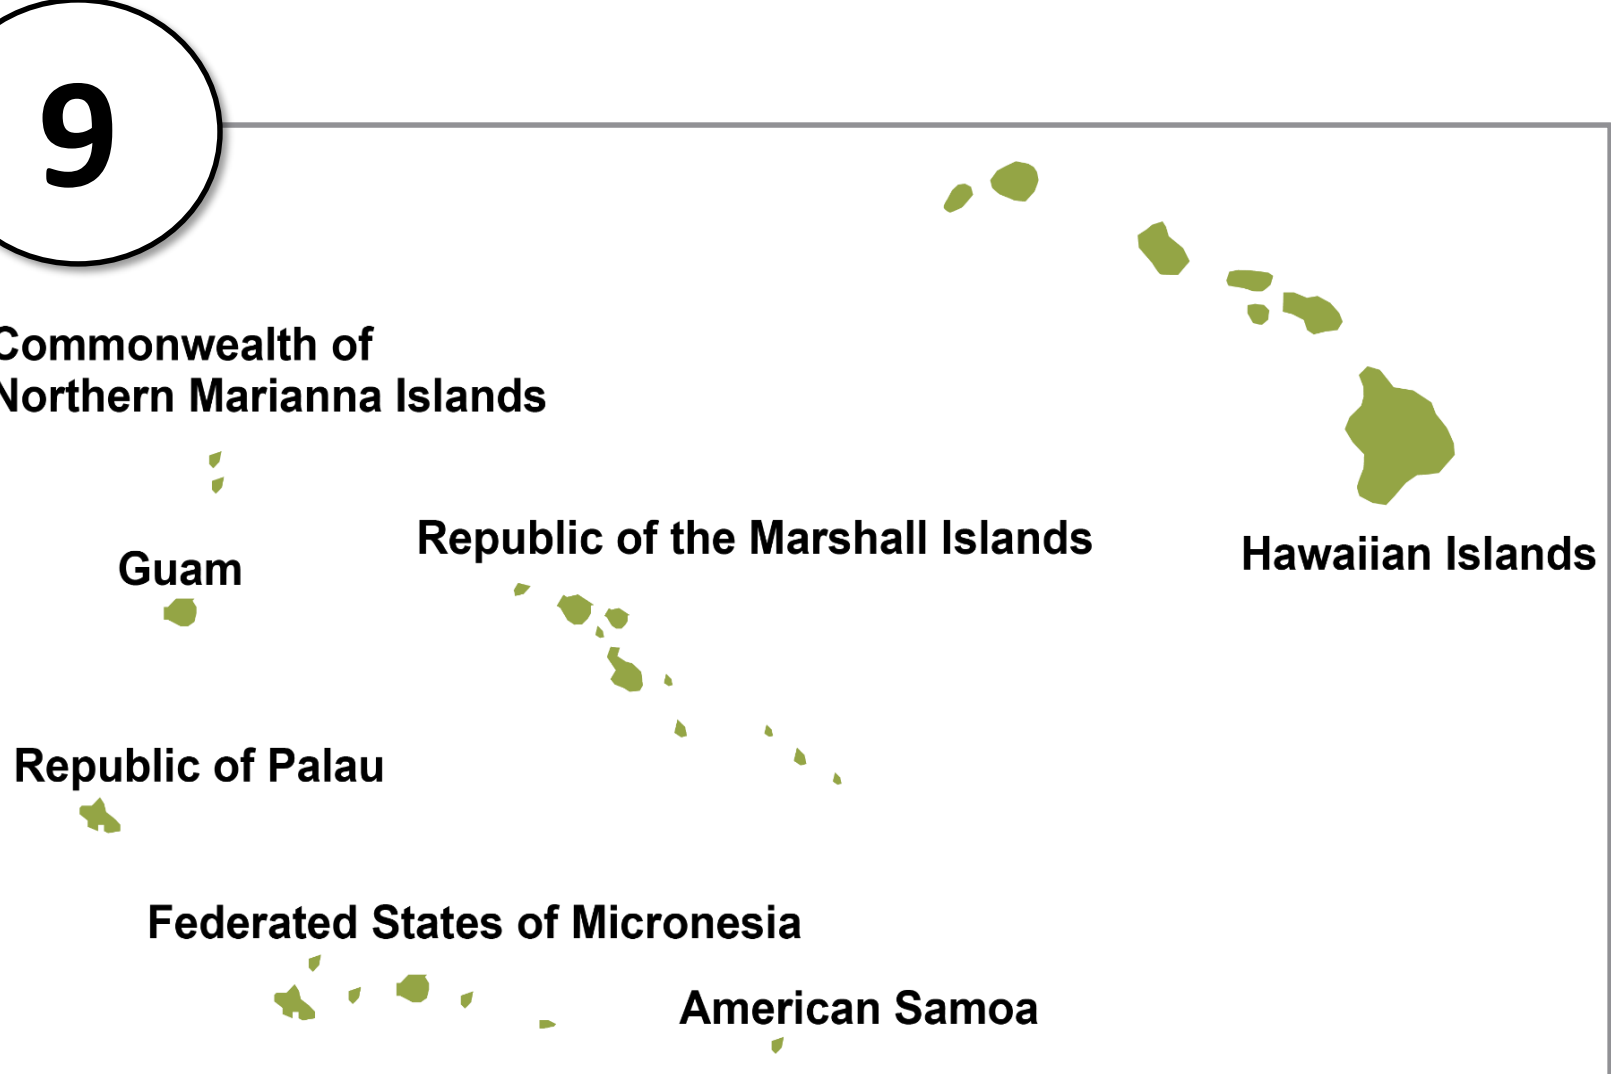 9
Commonwealth of
Northern Marianna Islands
Guam
Republic of the Marshall Islands
Hawaiian Islands
Republic of Palau
Federated States of Micronesia
American Samoa